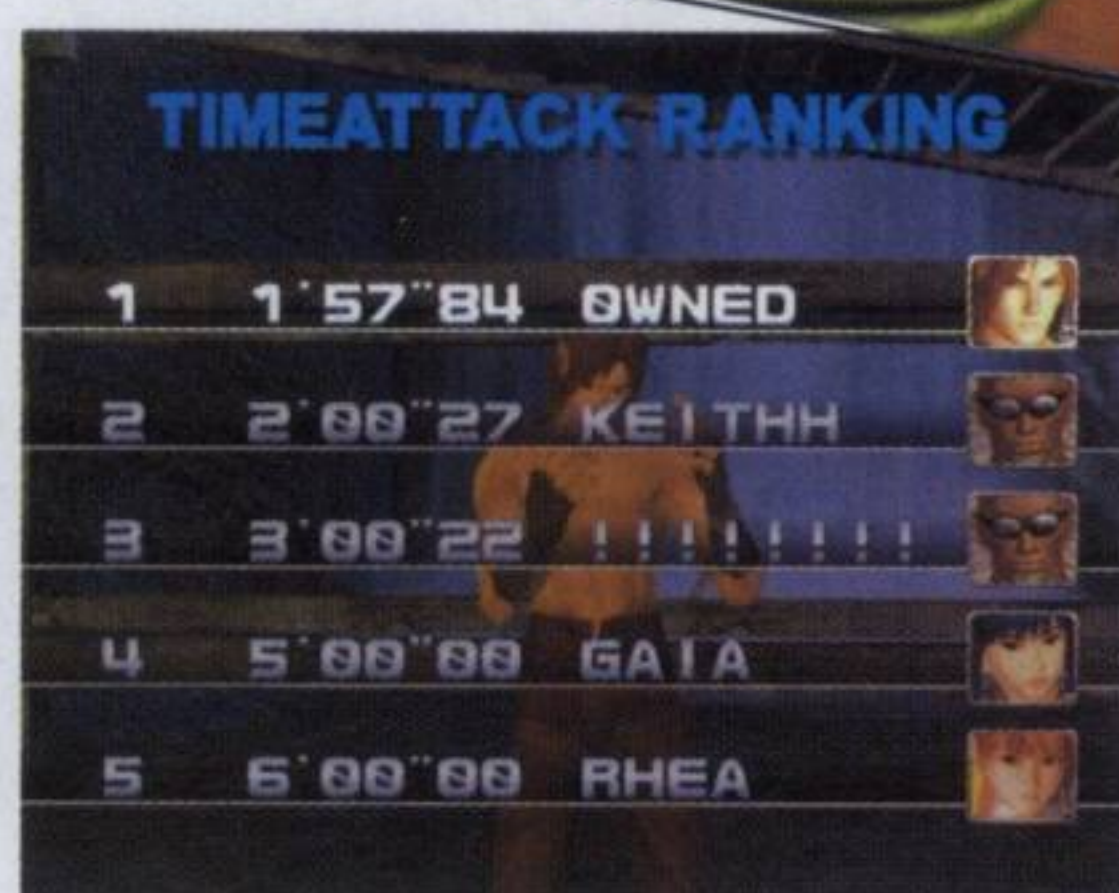 TIMEATTACK RANKING
1 1'57"84 0WNED
2 2'00"27 KEITHH
3 3'00"22 !!!!!!!!
4 5'00"00 GAIA
5 6'00"00 RHEA